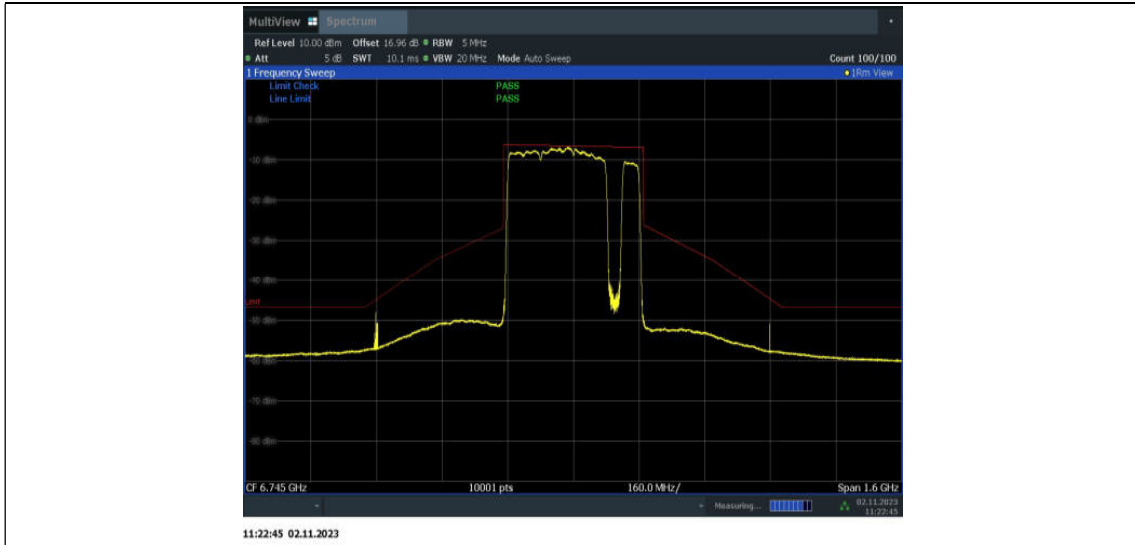 MultiView Spectrum
Ref Level 10.00 dBm Offset 16.96 dB RBW 5 MHz
Att 5 dB SWT 10.1 ms VBW 20 MHz Mode Auto Sweep Count 100/100
1 Frequency Sweep 1Rm View
Limit Check PASS
Line Limit PASS
0 dBm
-10 dBm
-20 dBm
-30 dBm
-40 dBm
-50 dBm
-60 dBm
-70 dBm
-80 dBm
CF 6.745 GHz 10001 pts 160.0 MHz/ Span 1.6 GHz
Measuring... 02.11.2023
11:22:45
11:22:45 02.11.2023